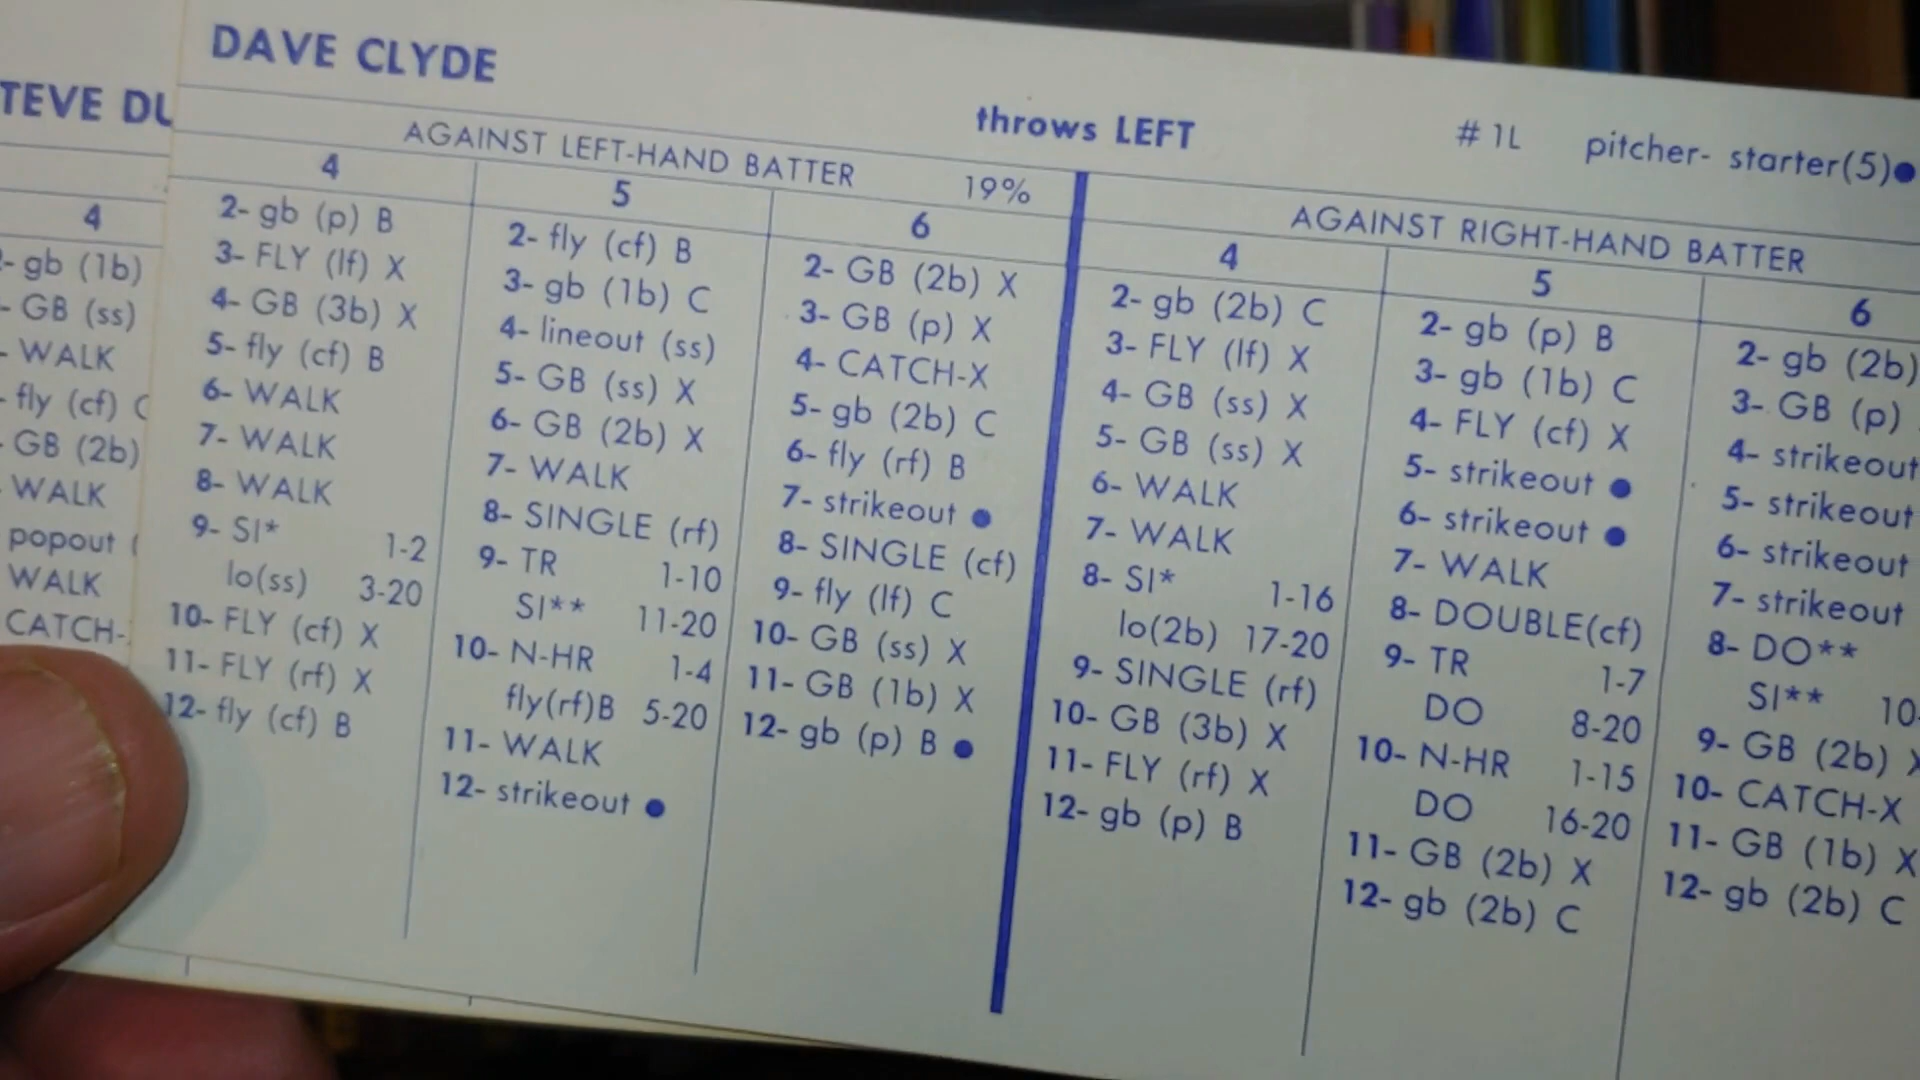 DAVE CLYDE
throws LEFT
# 1L pitcher- starter(5)●
AGAINST LEFT-HAND BATTER 19%
4
2- gb (p) B
3- FLY (lf) X
4- GB (3b) X
5- fly (cf) B
6- WALK
7- WALK
8- WALK
9- SI* 1-2
lo(ss) 3-20
10- FLY (cf) X
11- FLY (rf) X
12- fly (cf) B
5
2- fly (cf) B
3- gb (1b) C
4- lineout (ss)
5- GB (ss) X
6- GB (2b) X
7- WALK
8- SINGLE (rf)
9- TR 1-10
SI** 11-20
10- N-HR 1-4
fly(rf)B 5-20
11- WALK
12- strikeout ●
6
2- GB (2b) X
3- GB (p) X
4- CATCH-X
5- gb (2b) C
6- fly (rf) B
7- strikeout ●
8- SINGLE (cf)
9- fly (lf) C
10- GB (ss) X
11- GB (1b) X
12- gb (p) B ●
AGAINST RIGHT-HAND BATTER
4
2- gb (2b) C
3- FLY (lf) X
4- GB (ss) X
5- GB (ss) X
6- WALK
7- WALK
8- SI* 1-16
lo(2b) 17-20
9- SINGLE (rf)
10- GB (3b) X
11- FLY (rf) X
12- gb (p) B
5
2- gb (p) B
3- gb (1b) C
4- FLY (cf) X
5- strikeout ●
6- strikeout ●
7- WALK
8- DOUBLE(cf)
9- TR 1-7
DO 8-20
10- N-HR 1-15
DO 16-20
11- GB (2b) X
12- gb (2b) C
6
2- gb (2b)
3- GB (p)
4- strikeout
5- strikeout
6- strikeout
7- strikeout
8- DO**
SI** 10-
9- GB (2b) X
10- CATCH-X
11- GB (1b) X
12- gb (2b) C
TEVE DU
4
- gb (1b)
- GB (ss)
- WALK
- fly (cf) C
- GB (2b)
WALK
popout (
WALK
CATCH-